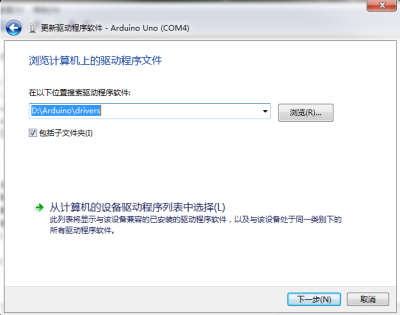 更新驱动程序软件 - Arduino Uno (COM4)
浏览计算机上的驱动程序文件
在以下位置搜索驱动程序软件:
D:\Arduino\drivers
浏览(R)...
包括子文件夹(I)
从计算机的设备驱动程序列表中选择(L)
此列表将显示与该设备兼容的已安装的驱动程序软件，以及与该设备处于同一类别下的
所有驱动程序软件。
下一步(N)
取消